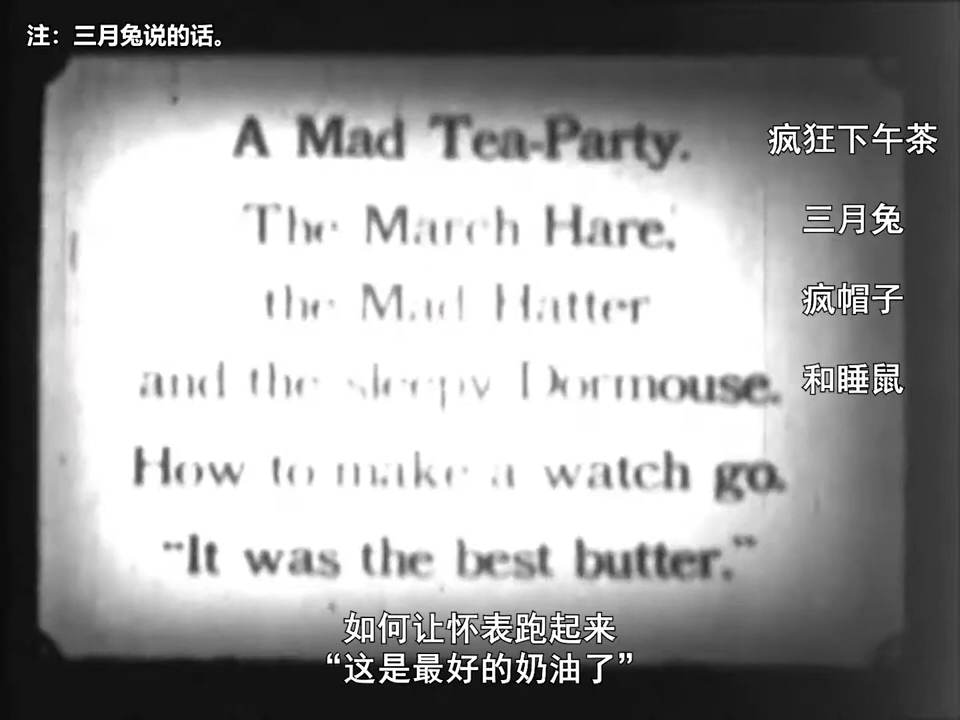 注：三月兔说的话。
A Mad Tea-Party.
疯狂下午茶
The March Hare,
三月兔
the Mad Hatter
疯帽子
and the sleepy Dormouse.
和睡鼠
How to make a watch go.
"It was the best butter."
如何让怀表跑起来
“这是最好的奶油了”